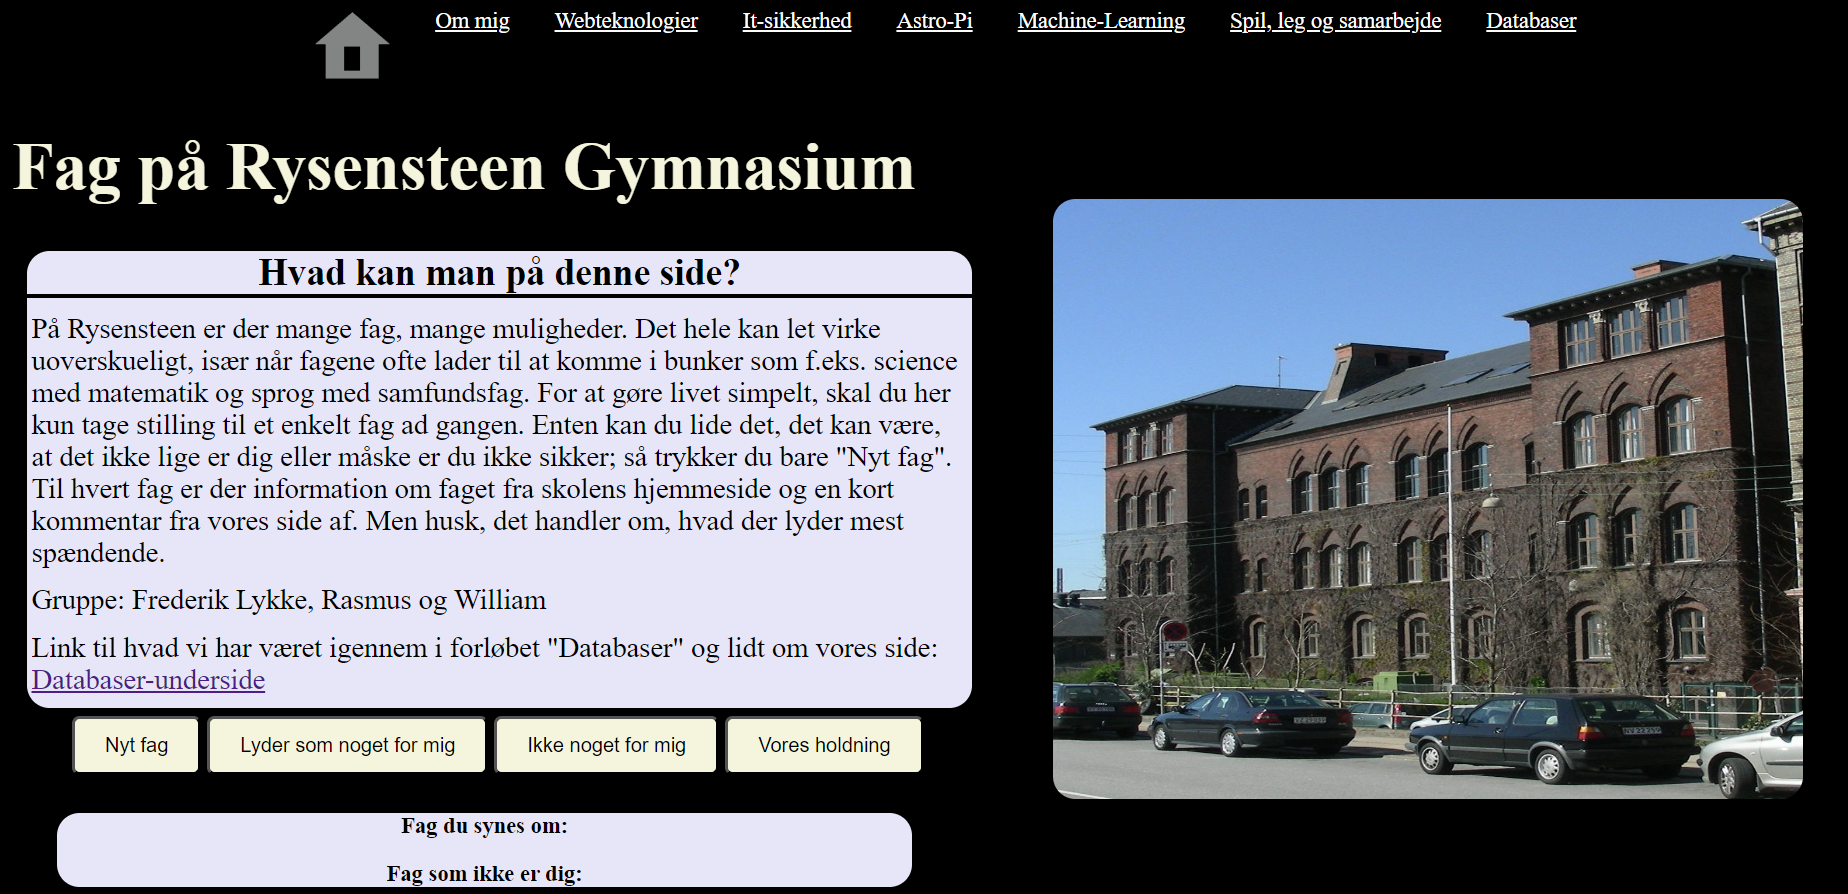 Om mig Webteknologier It-sikkerhed Astro-Pi Machine-Learning Spil, leg og samarbejde Databaser
Fag på Rysensteen Gymnasium
Hvad kan man på denne side?
På Rysensteen er der mange fag, mange muligheder. Det hele kan let virke
uoverskueligt, især når fagene ofte lader til at komme i bunker som f.eks. science
med matematik og sprog med samfundsfag. For at gøre livet simpelt, skal du her
kun tage stilling til et enkelt fag ad gangen. Enten kan du lide det, det kan være,
at det ikke lige er dig eller måske er du ikke sikker; så trykker du bare "Nyt fag".
Til hvert fag er der information om faget fra skolens hjemmeside og en kort
kommentar fra vores side af. Men husk, det handler om, hvad der lyder mest
spændende.
Gruppe: Frederik Lykke, Rasmus og William
Link til hvad vi har været igennem i forløbet "Databaser" og lidt om vores side:
Databaser-underside
Nyt fag Lyder som noget for mig Ikke noget for mig Vores holdning
Fag du synes om:
Fag som ikke er dig: